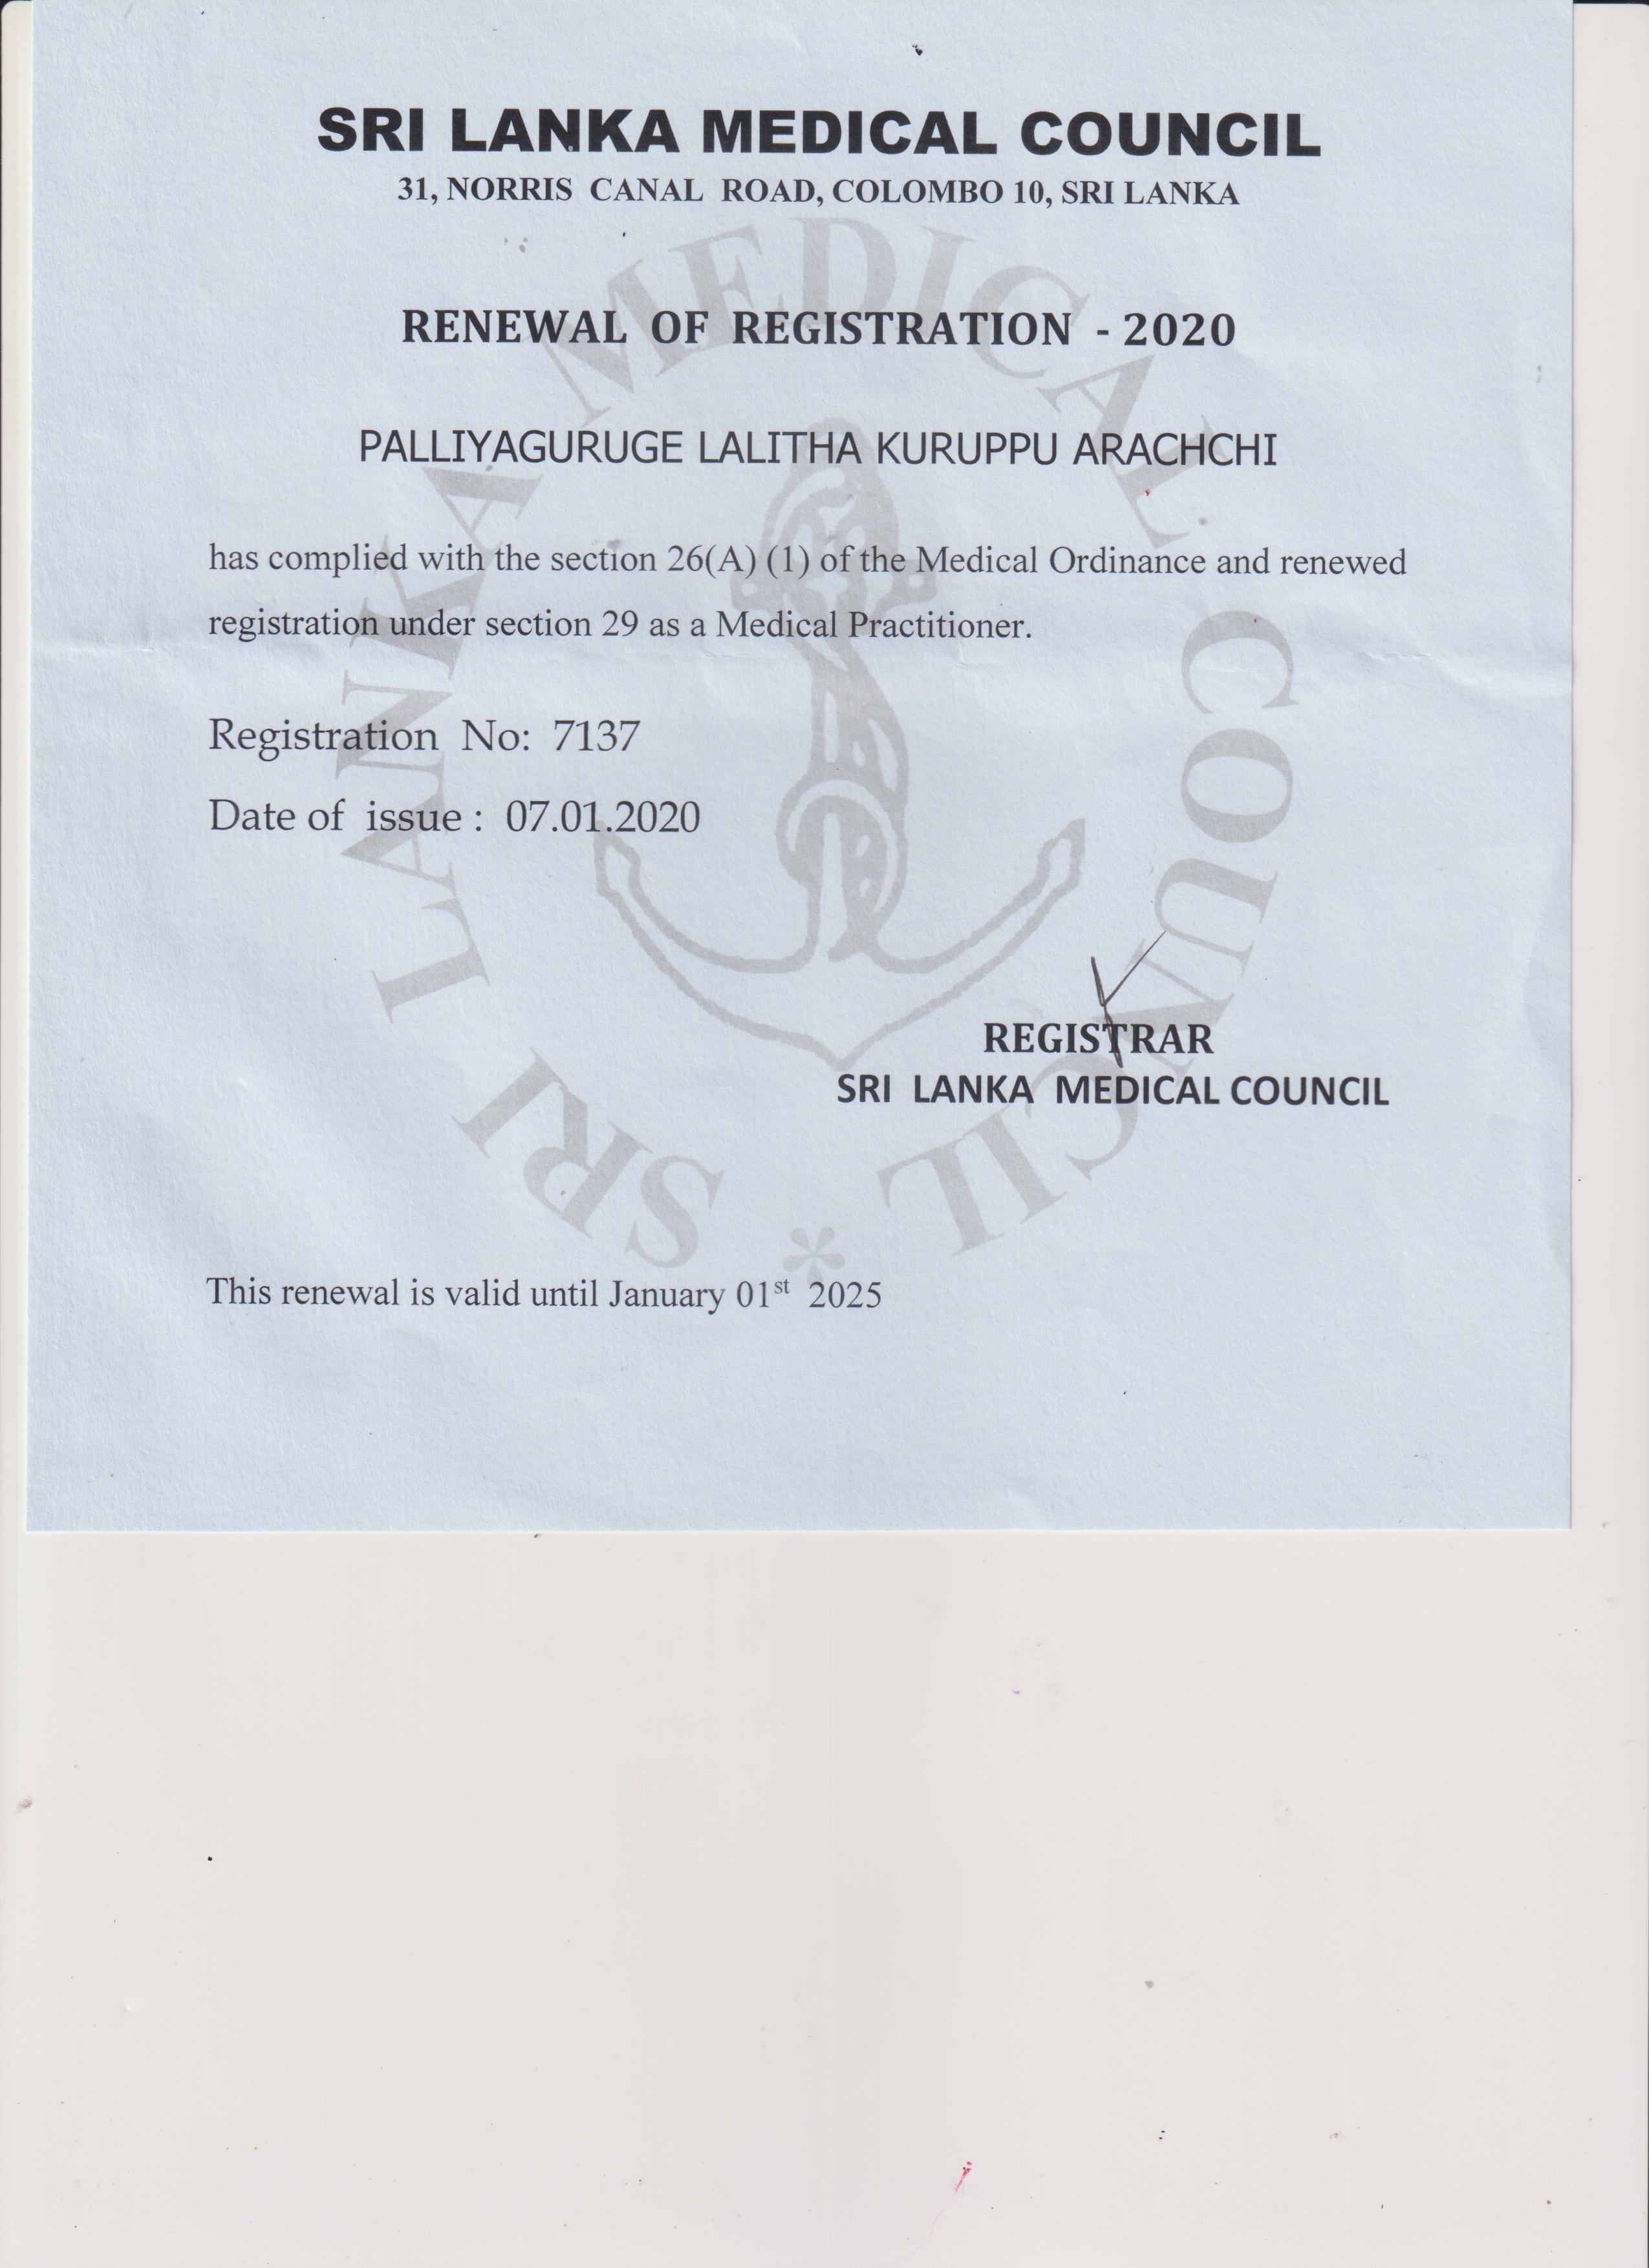 SRI LANKA MEDICAL COUNCIL
31, NORRIS CANAL ROAD, COLOMBO 10, SRI LANKA
RENEWAL OF REGISTRATION - 2020
PALLIYAGURUGE LALITHA KURUPPU ARACHCHI
has complied with the section 26(A) (1) of the Medical Ordinance and renewed
registration under section 29 as a Medical Practitioner.
Registration No: 7137
Date of issue : 07.01.2020
REGISTRAR
SRI LANKA MEDICAL COUNCIL
This renewal is valid until January 01st 2025
SRI LANKA MEDICAL COUNCIL *